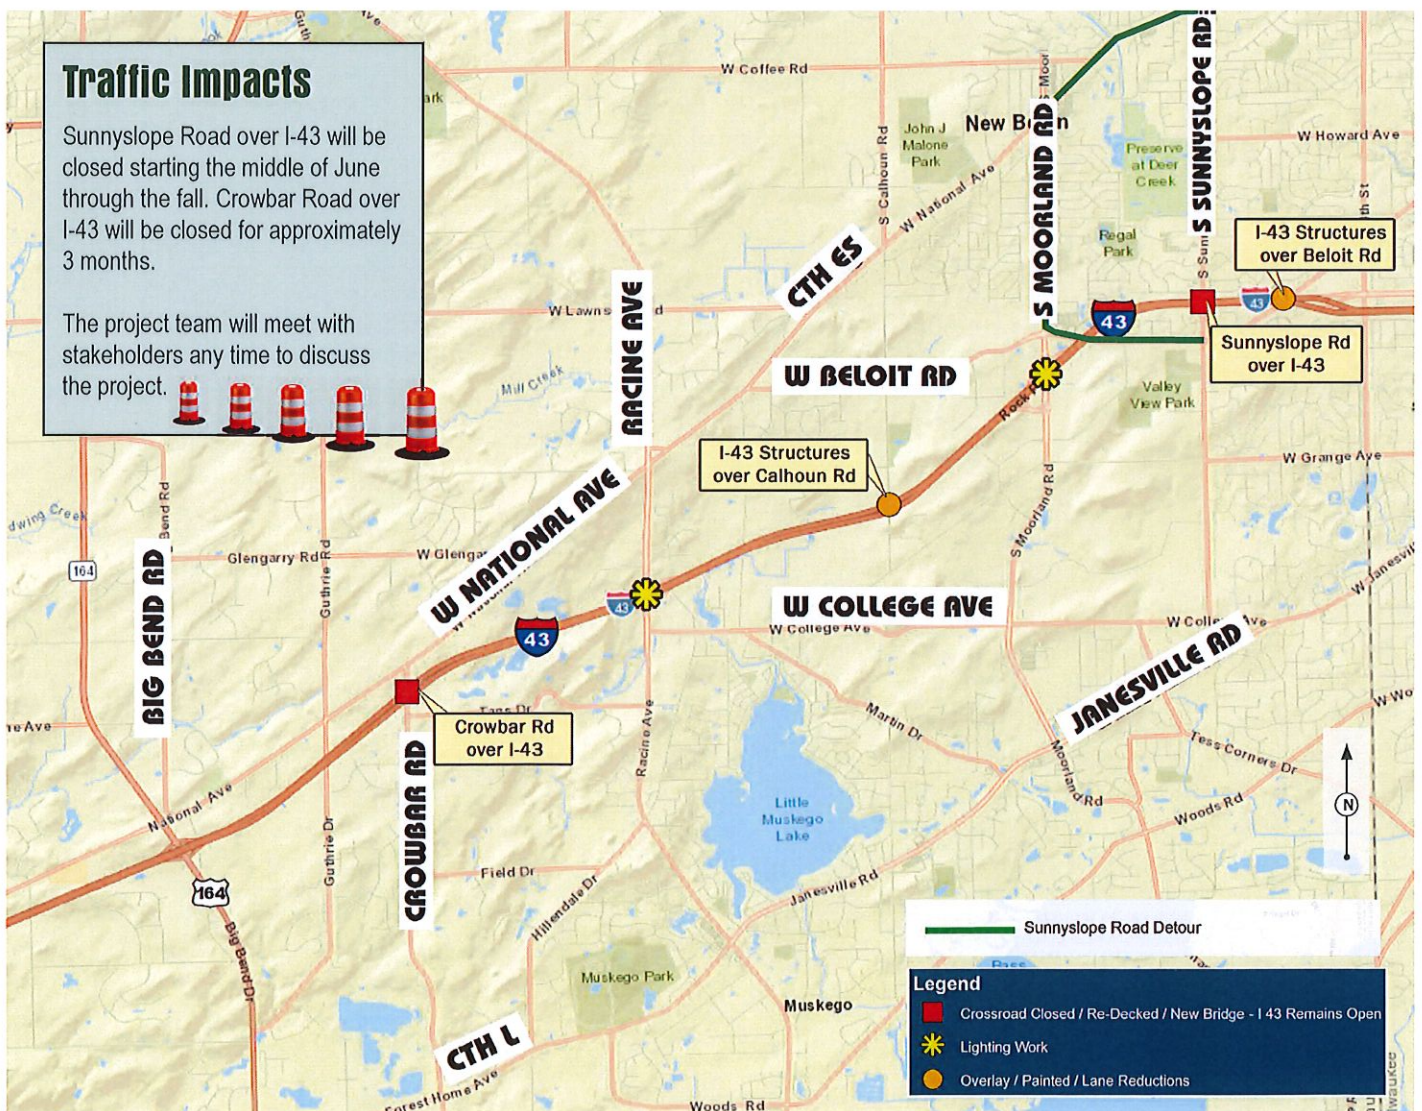 Traffic Impacts
Sunnyslope Road over I-43 will be
closed starting the middle of June
through the fall. Crowbar Road over
I-43 will be closed for approximately
3 months.
The project team will meet with
stakeholders any time to discuss
the project.
W Coffee Rd
S Calhoun Rd
John J
Malone
Park
W National Ave
S MOORLAND RD
S SUNNYSLOPE RD
W Howard Ave
Preserve
at Deer
Creek
Regal
Park
I-43 Structures
over Beloit Rd
43
43
Sunnyslope Rd
over I-43
CTH ES
RACINE AVE
W BELOIT RD
Mill Creek
Valley
View Park
W Grange Ave
I-43 Structures
over Calhoun Rd
S Moorland Rd
W NATIONAL AVE
Creek
Bend Rd
164
BIG BEND RD
Glengarry Rd
Guthrie Rd
43
43
W COLLEGE AVE
W College Ave
JANESVILLE RD
Crowbar Rd
over I-43
CROWBAR RD
Racine Ave
Martin Dr
Moorland Rd
Tess Corners Dr
Woods Rd
N
National Ave
164
Big Bend Dr
Guthrie Dr
Field Dr
Hillendale Dr
Little
Muskego
Lake
Janesville Rd
Muskego Park
Muskego
CTH L
Forest Home Ave
Woods Rd
Sunnyslope Road Detour
Legend
Crossroad Closed / Re-Decked / New Bridge - I 43 Remains Open
Lighting Work
Overlay / Painted / Lane Reductions